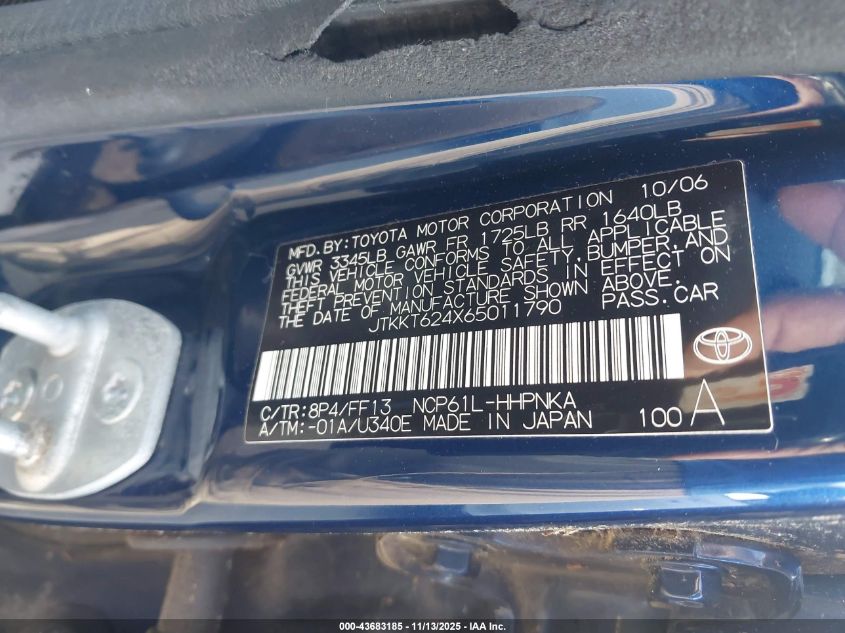 MFD.BY:TOYOTA MOTOR CORPORATION 10/06
GVWR 3345LB GAWR FR 1725LB RR 1640LB
THIS VEHICLE CONFORMS TO ALL APPLICABLE
FEDERAL MOTOR VEHICLE SAFETY,BUMPER,AND
THEFT PREVENTION STANDARDS IN EFFECT ON
THE DATE OF MANUFACTURE SHOWN ABOVE.
JTKKT624X65011790 PASS.CAR
C/TR:8P4/FF13 NCP61L-HHPNKA
A/TM:-01A/U340E MADE IN JAPAN 100 A
000-43683185 - 11/13/2025 - IAA Inc.